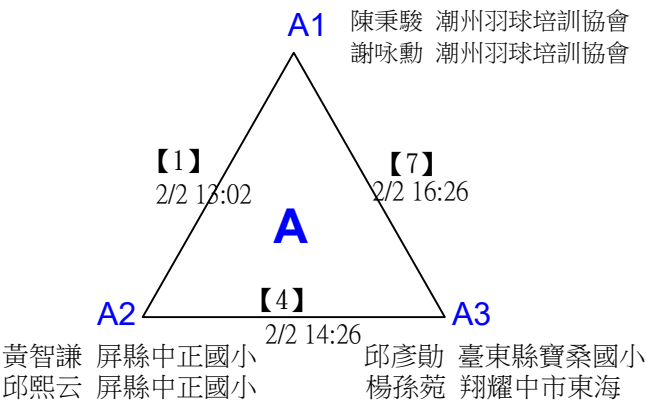 A1 陳秉駿 潮州羽球培訓協會
謝咏勳 潮州羽球培訓協會
【1】 【7】
2/2 13:02 2/2 16:26
A
【4】
A2 A3
2/2 14:26
黃智謙 屏縣中正國小 邱彥勛 臺東縣寶桑國小
邱熙云 屏縣中正國小 楊孫菀 翔耀中市東海